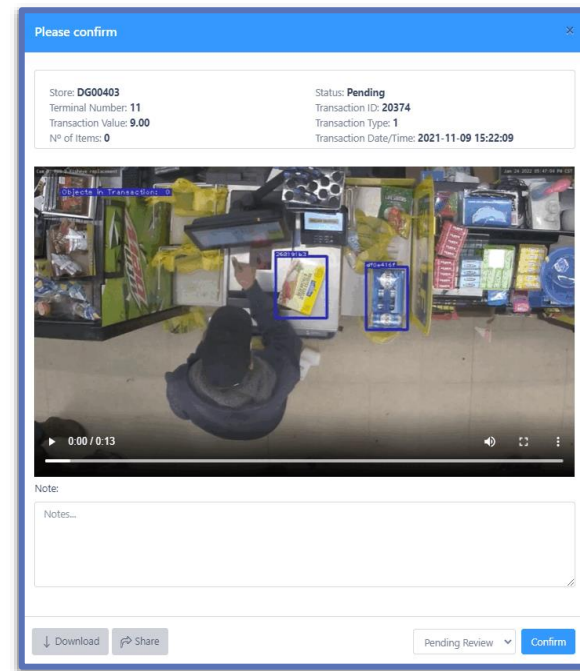 Please confirm
×
Store: DG00403
Status: Pending
Terminal Number: 11
Transaction ID: 20374
Transaction Value: 9.00
Transaction Type: 1
Nº of Items: 0
Transaction Date/Time: 2021-11-09 15:22:09
Objects in Transaction: 0
0:00 / 0:13
Note:
Notes...
Download
Share
Pending Review
Confirm